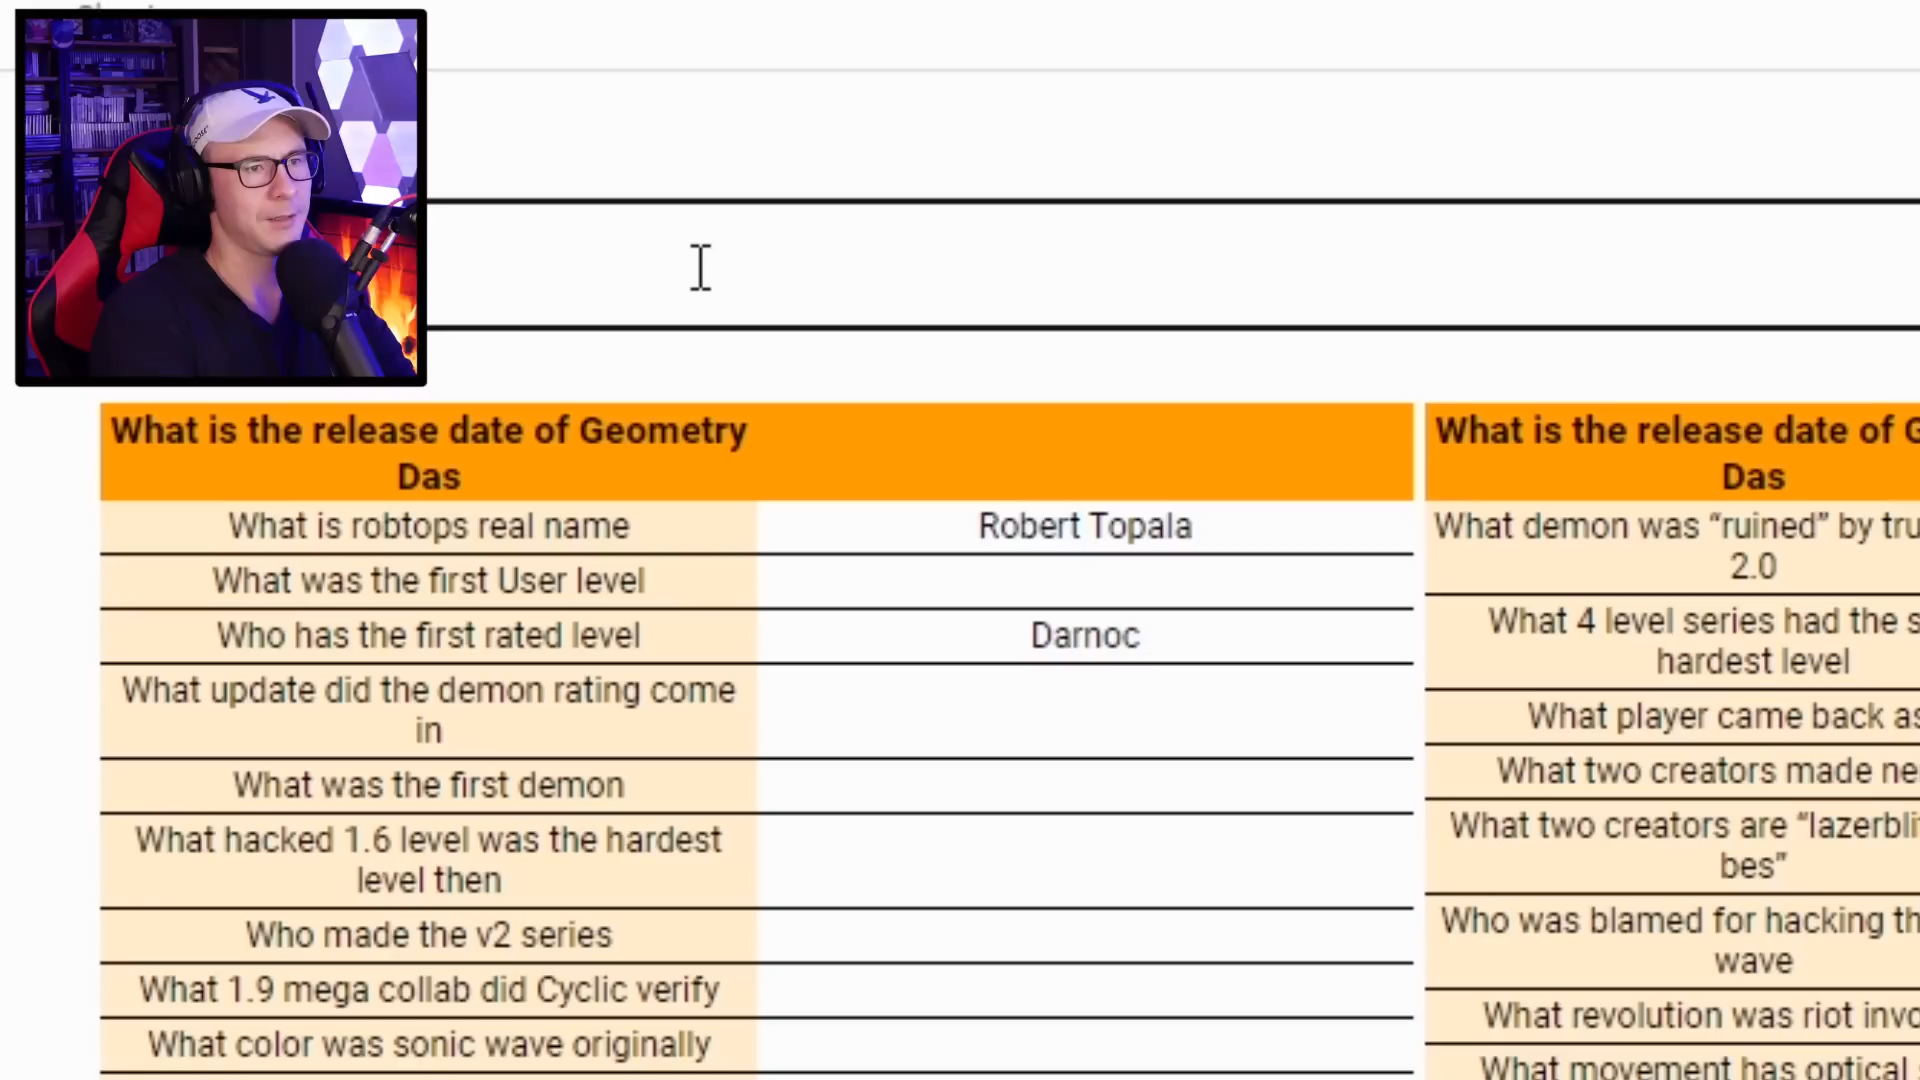 What is the release date of Geometry
Das
What is robtops real name
Robert Topala
What was the first User level
Who has the first rated level
Darnoc
What update did the demon rating come
in
What was the first demon
What hacked 1.6 level was the hardest
level then
Who made the v2 series
What 1.9 mega collab did Cyclic verify
What color was sonic wave originally
What is the release date of G
Das
What demon was “ruined” by tru
2.0
What 4 level series had the s
hardest level
What player came back as
What two creators made ne
What two creators are “lazerbli
bes”
Who was blamed for hacking th
wave
What revolution was riot invo
What movement has optical